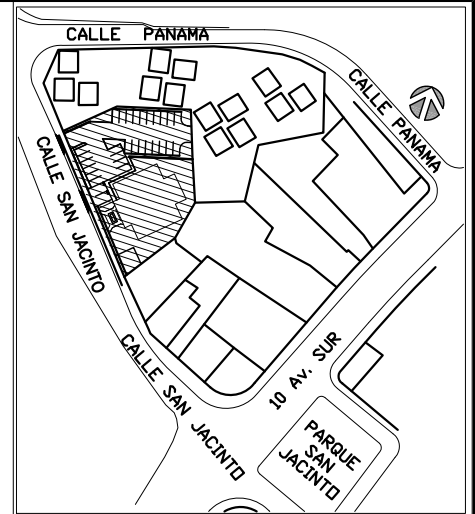 CALLE PANAMA
CALLE PANAMA
CALLE SAN JACINTO
CALLE SAN JACINTO
10 Av. SUR
PARQUE
SAN
JACINTO